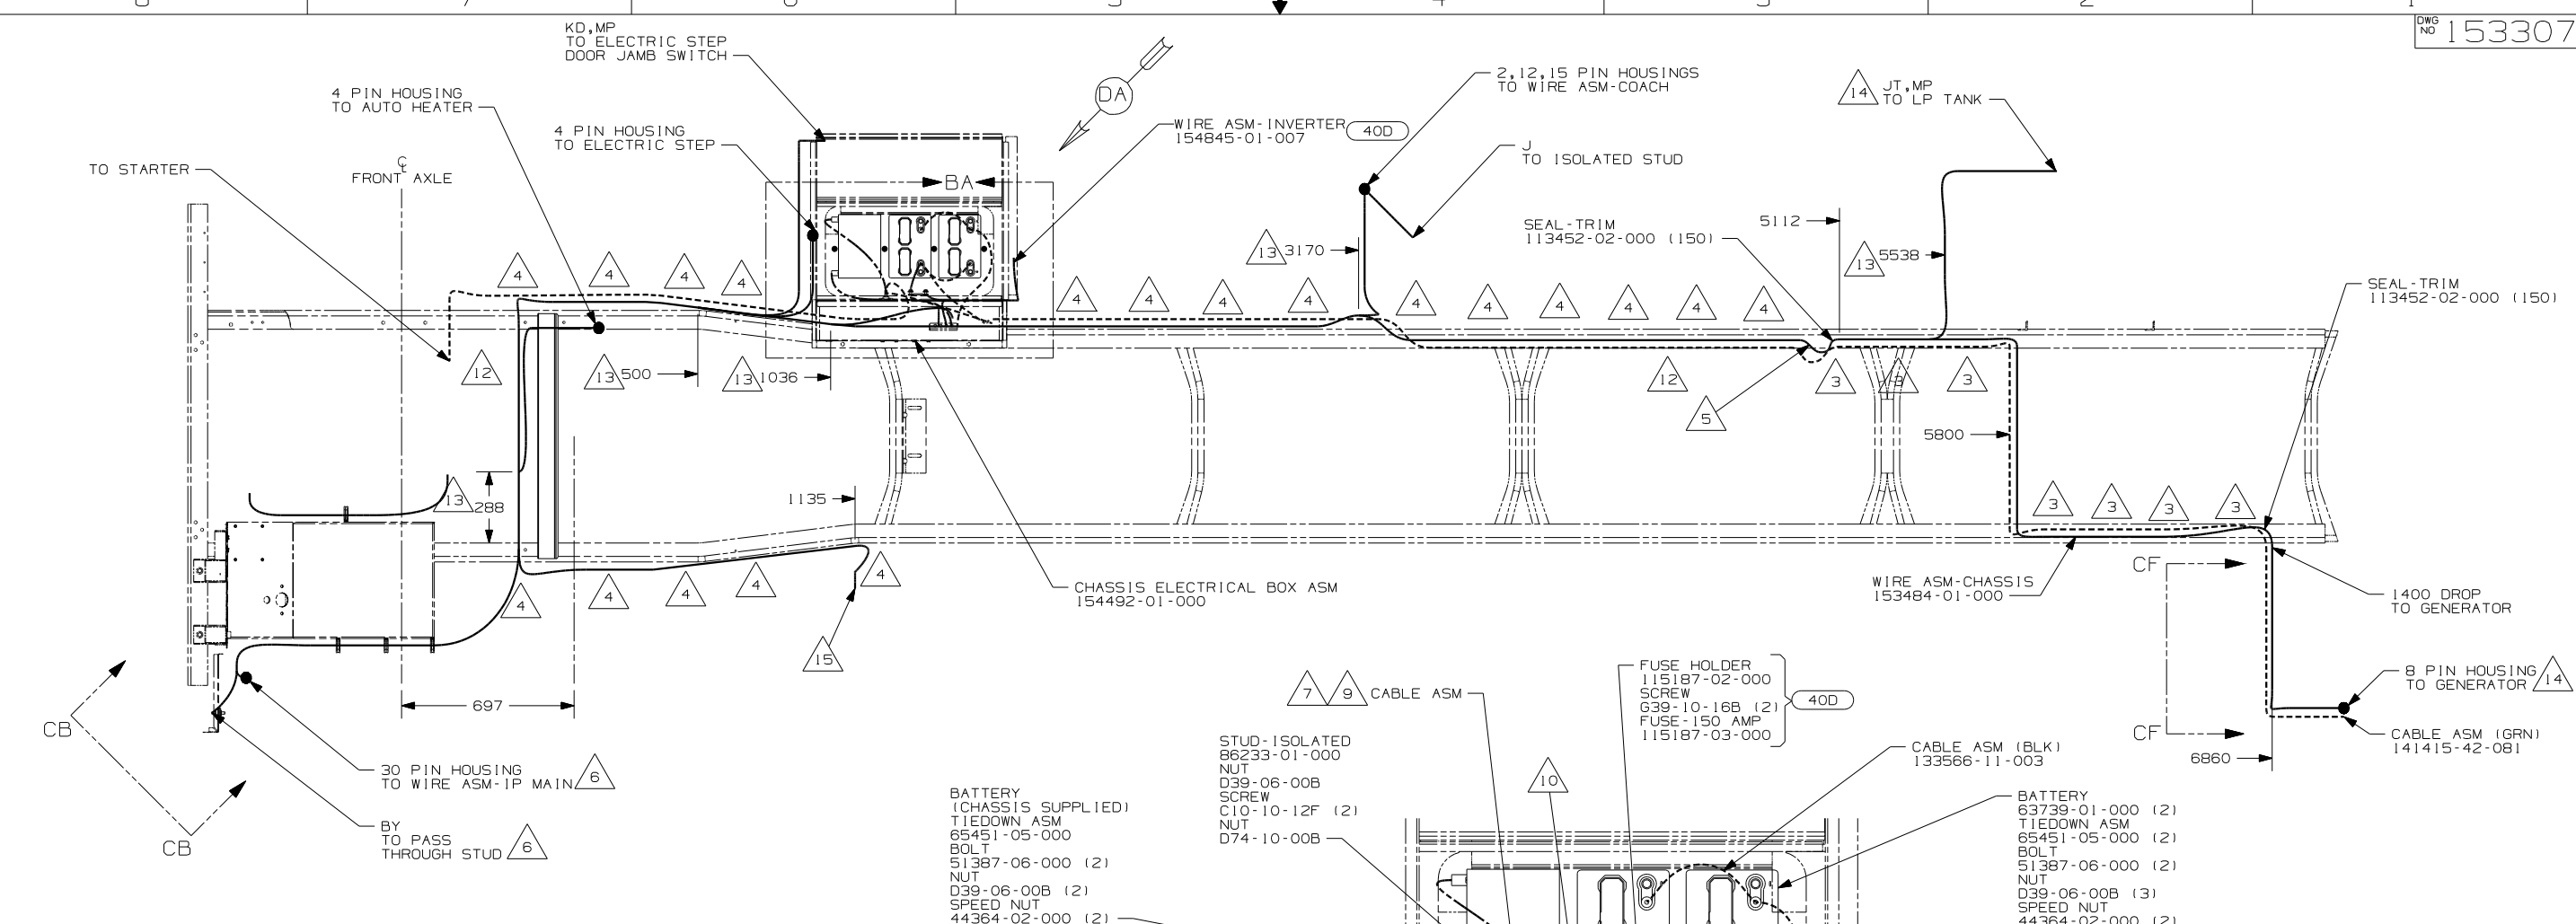 DWG NO 153307
KD,MP
TO ELECTRIC STEP
DOOR JAMB SWITCH
4 PIN HOUSING
TO AUTO HEATER
4 PIN HOUSING
TO ELECTRIC STEP
TO STARTER
℄
FRONT AXLE
DA
WIRE ASM-INVERTER
154845-01-007
40D
BA
2,12,15 PIN HOUSINGS
TO WIRE ASM-COACH
J
TO ISOLATED STUD
14
JT,MP
TO LP TANK
SEAL-TRIM
113452-02-000 (150)
5112
13 3170
13 5538
SEAL-TRIM
113452-02-000 (150)
4 4 4 4
4 4 4 4 4 4 4 4 4 4
12
13 500
13 1036
12
5
3 3 3
5800
13 288
1135
3 3 3 3
4 4 4 4 4
15
CHASSIS ELECTRICAL BOX ASM
154492-01-000
WIRE ASM-CHASSIS
153484-01-000
CF
CF
1400 DROP
TO GENERATOR
8 PIN HOUSING
TO GENERATOR 14
CABLE ASM (GRN)
141415-42-081
6860
697
CB
CB
30 PIN HOUSING
TO WIRE ASM-IP MAIN 6
BY
TO PASS
THROUGH STUD 6
7 9 CABLE ASM
FUSE HOLDER
115187-02-000
SCREW
G39-10-16B (2)
FUSE-150 AMP
115187-03-000
40D
STUD-ISOLATED
86233-01-000
NUT
D39-06-00B
SCREW
C10-10-12F (2)
NUT
D74-10-00B
10
CABLE ASM (BLK)
133566-11-003
BATTERY
(CHASSIS SUPPLIED)
TIEDOWN ASM
65451-05-000
BOLT
51387-06-000 (2)
NUT
D39-06-00B (2)
SPEED NUT
44364-02-000 (2)
BATTERY
63739-01-000 (2)
TIEDOWN ASM
65451-05-000 (2)
BOLT
51387-06-000 (2)
NUT
D39-06-00B (3)
SPEED NUT
44364-02-000 (2)